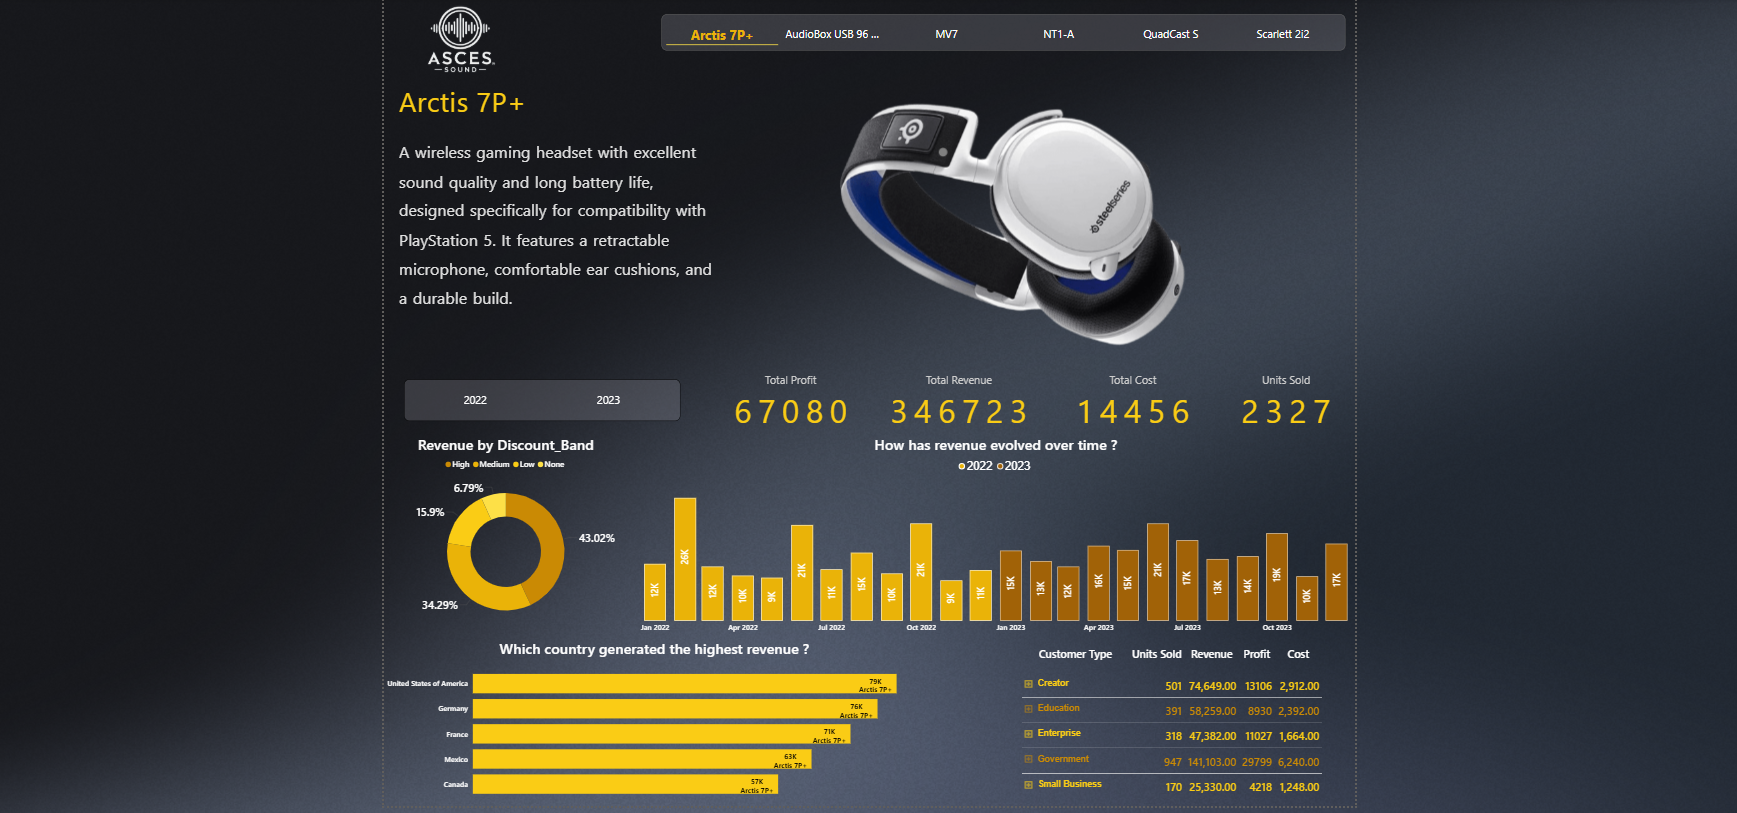 ASCES
SOUND
Arctis 7P+
AudioBox USB 96 ...
MV7
NT1-A
QuadCast S
Scarlett 2i2
Arctis 7P+
A wireless gaming headset with excellent
sound quality and long battery life,
designed specifically for compatibility with
PlayStation 5. It features a retractable
microphone, comfortable ear cushions, and
a durable build.
steelseries
2022
2023
Total Profit
67080
Total Revenue
346723
Total Cost
14456
Units Sold
2327
Revenue by Discount_Band
High Medium Low None
6.79%
15.9%
43.02%
34.29%
How has revenue evolved over time ?
2022 2023
12K
26K
12K
10K
9K
21K
11K
15K
10K
21K
9K
11K
15K
13K
12K
16K
15K
21K
17K
13K
14K
19K
10K
17K
Jan 2022
Apr 2022
Jul 2022
Oct 2022
Jan 2023
Apr 2023
Jul 2023
Oct 2023
Which country generated the highest revenue ?
United States of America
79K
Arctis 7P+
Germany
76K
Arctis 7P+
France
71K
Arctis 7P+
Mexico
63K
Arctis 7P+
Canada
57K
Arctis 7P+
Customer Type Units Sold Revenue Profit Cost
Creator 501 74,649.00 13106 2,912.00
Education 391 58,259.00 8930 2,392.00
Enterprise 318 47,382.00 11027 1,664.00
Government 947 141,103.00 29799 6,240.00
Small Business 170 25,330.00 4218 1,248.00